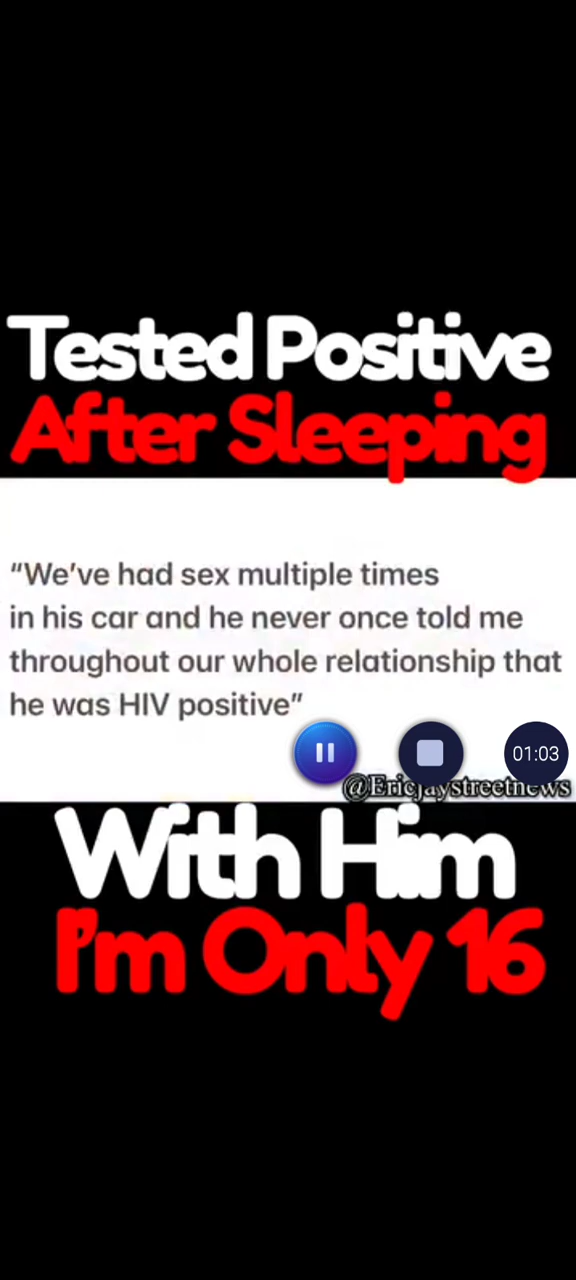 Tested Positive
After Sleeping
“We’ve had sex multiple times
in his car and he never once told me
throughout our whole relationship that
he was HIV positive”
01:03
@Ericjaystreetnews
With Him
I'm Only 16